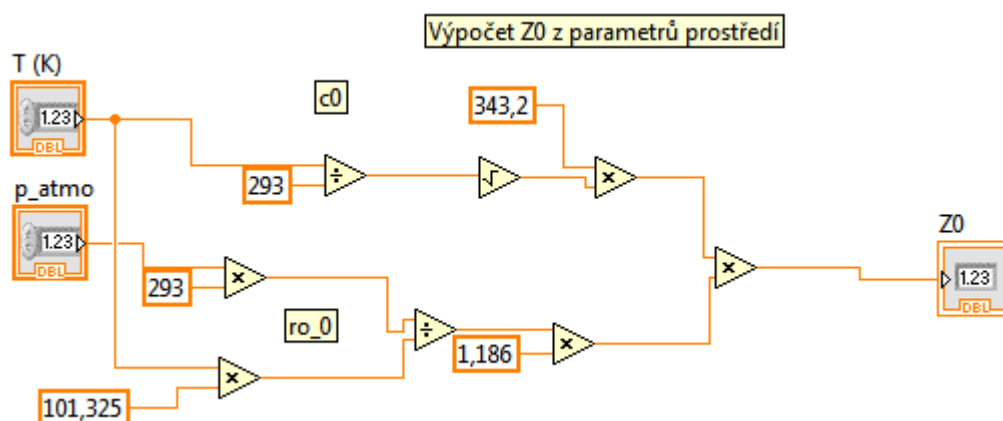 Výpočet Z0 z parametrů prostředí
T (K)
1.23
DBL
c0
343,2
293
÷
√
×
p_atmo
1.23
DBL
293
×
ro_0
÷
1,186
×
×
Z0
1.23
DBL
101,325
×